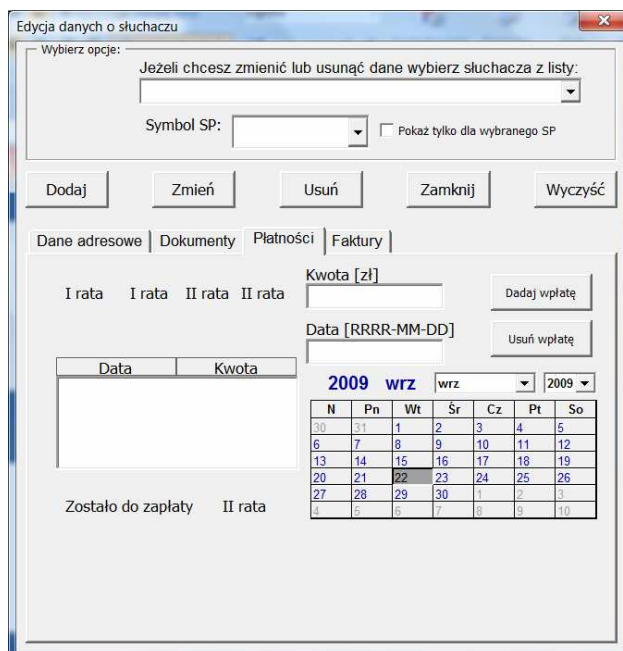 Edycja danych o słuchaczu
Wybierz opcje:
Jeżeli chcesz zmienić lub usunąć dane wybierz słuchacza z listy:
Symbol SP:
Pokaż tylko dla wybranego SP
Dodaj Zmień Usuń Zamknij Wyczyść
Dane adresowe Dokumenty Płatności Faktury
Kwota [zł]
I rata I rata II rata II rata
Dadaj wpłatę
Data [RRRR-MM-DD]
Usuń wpłatę
Data Kwota
2009 wrz wrz 2009
N Pn Wt Śr Cz Pt So
30 31 1 2 3 4 5
6 7 8 9 10 11 12
13 14 15 16 17 18 19
20 21 22 23 24 25 26
27 28 29 30 1 2 3
4 5 6 7 8 9 10
Zostało do zapłaty II rata